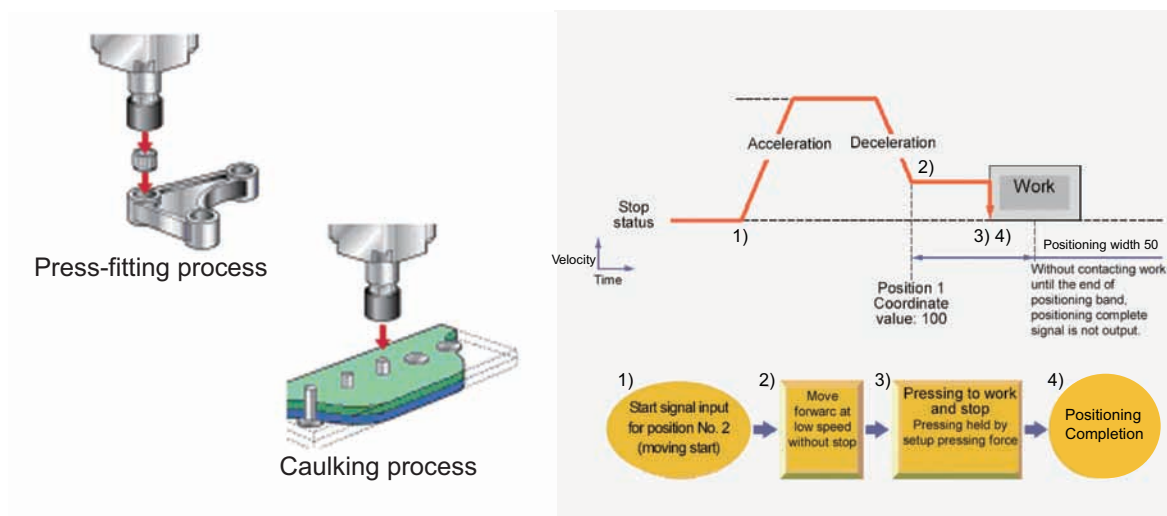 Press-fitting process
Caulking process
Acceleration
Deceleration
2)
Work
Stop
status
1)
3) 4)
Positioning width 50
Velocity
Time
Position 1
Coordinate
value: 100
Without contacting work
until the end of
positioning band,
positioning complete
signal is not output.
1)
Start signal input
for position No. 2
(moving start)
2)
Move
forwarc at
low speed
without stop
3)
Pressing to work
and stop
Pressing held by
setup pressing force
4)
Positioning
Completion